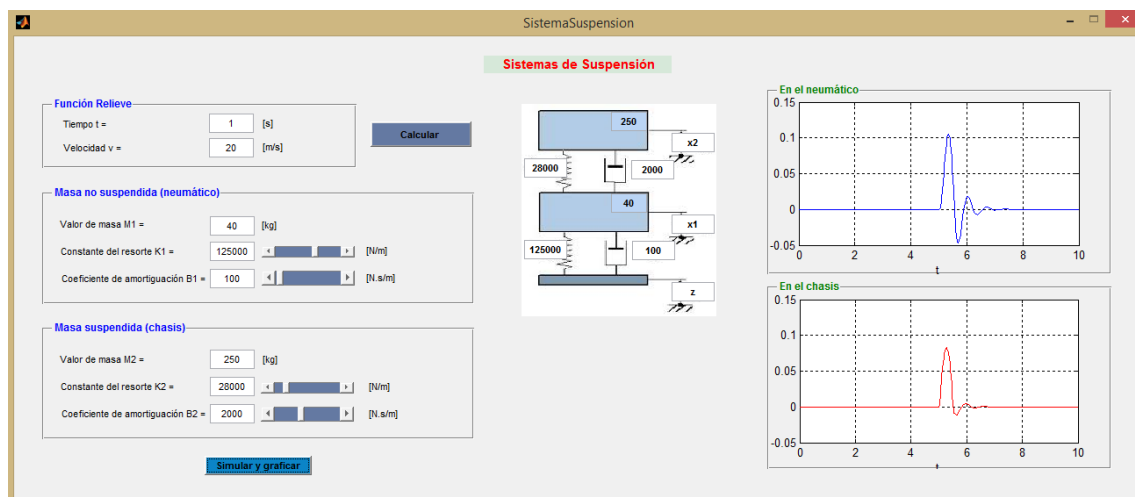 SistemaSuspension
Sistemas de Suspensión
Función Relieve
Tiempo t = 1 [s]
Velocidad v = 20 [m/s]
Calcular
Masa no suspendida (neumático)
Valor de masa M1 = 40 [kg]
Constante del resorte K1 = 125000 [N/m]
Coeficiente de amortiguación B1 = 100 [N.s/m]
Masa suspendida (chasis)
Valor de masa M2 = 250 [kg]
Constante del resorte K2 = 28000 [N/m]
Coeficiente de amortiguación B2 = 2000 [N.s/m]
Simular y graficar
250
x2
28000 2000
40
x1
125000 100
z
En el neumático
0.15
0.1
0.05
0
-0.05
0 2 4 6 8 10
t
En el chasis
0.15
0.1
0.05
0
-0.05
0 2 4 6 8 10
t